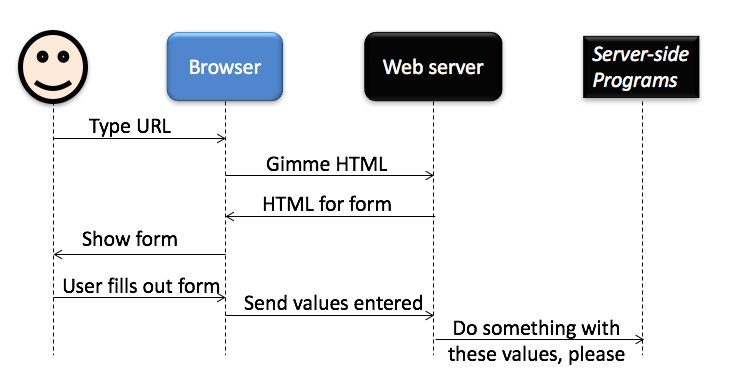 Browser
Web server
Server-side
Programs
Type URL
Gimme HTML
HTML for form
Show form
User fills out form
Send values entered
Do something with
these values, please